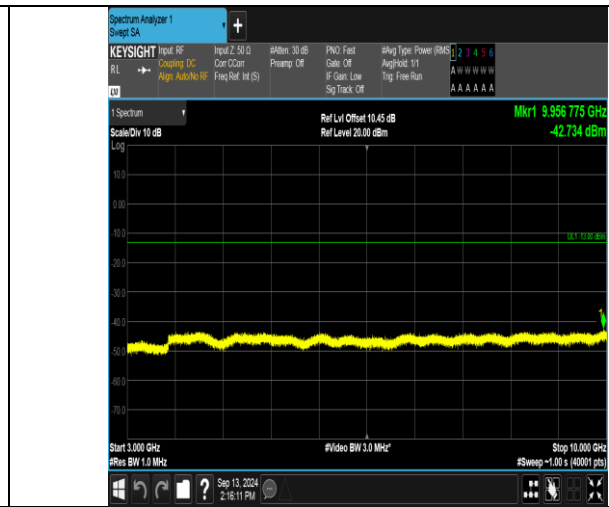 Spectrum Analyzer 1
Swept SA
+
KEYSIGHT
RL
LXI
Input: RF
Coupling: DC
Align: Auto/No RF
Input Z: 50 Ω
Corr CCorr
Freq Ref: Int (S)
#Atten: 30 dB
Preamp: Off
PNO: Fast
Gate: Off
IF Gain: Low
Sig Track: Off
#Avg Type: Power (RMS
Avg|Hold: 1/1
Trig: Free Run
1 2 3 4 5 6
A W W W W W
A A A A A A
1 Spectrum
Scale/Div 10 dB
Log
Ref Lvl Offset 10.45 dB
Ref Level 20.00 dBm
Mkr1 9.956 775 GHz
-42.734 dBm
10.0
0.00
-10.0
DL1 -13.00 dBm
-20.0
-30.0
-40.0
1
-50.0
-60.0
-70.0
Start 3.000 GHz
#Res BW 1.0 MHz
#Video BW 3.0 MHz*
Stop 10.000 GHz
#Sweep ~1.00 s (40001 pts)
?
Sep 13, 2024
2:16:11 PM